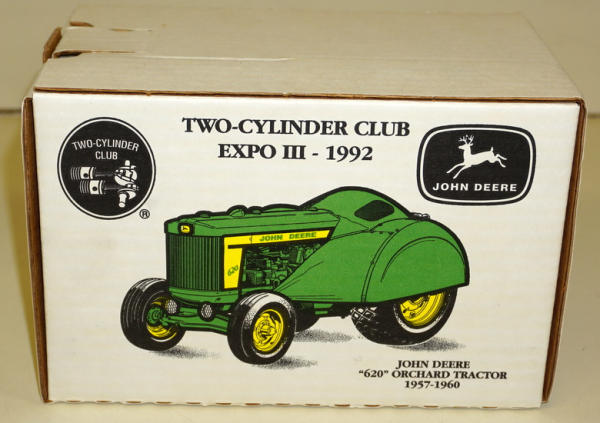 TWO-CYLINDER CLUB
EXPO III - 1992
TWO-CYLINDER
CLUB
®
JOHN DEERE
JOHN DEERE
620
JOHN DEERE
"620" ORCHARD TRACTOR
1957-1960